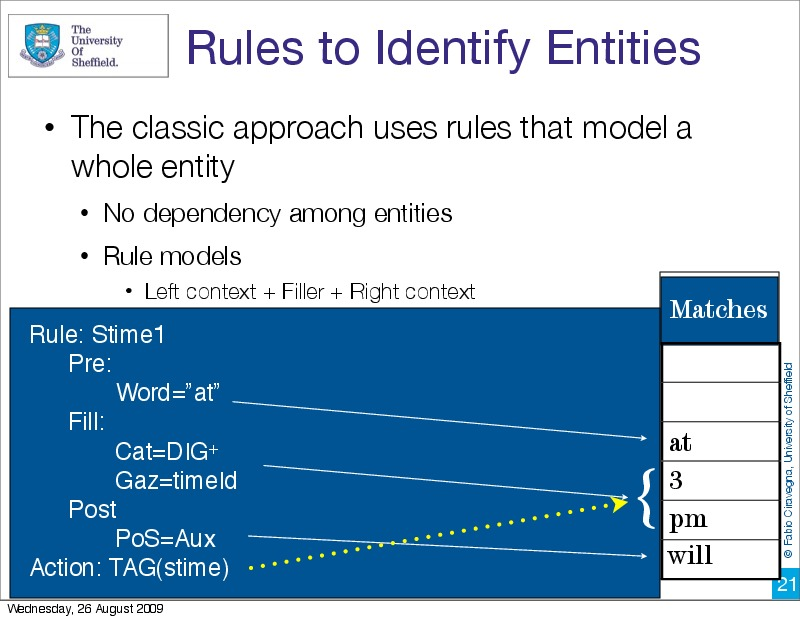 The
University
Of
Sheffield.
Rules to Identify Entities
• The classic approach uses rules that model a
whole entity
• No dependency among entities
• Rule models
• Left context + Filler + Right context
Matches
Rule: Stime1
Pre:
Word=”at”
Fill:
Cat=DIG+
Gaz=timeId
Post
PoS=Aux
Action: TAG(stime)
at
3
pm
will
© Fabio Ciravegna, University of Sheffield
21
Wednesday, 26 August 2009